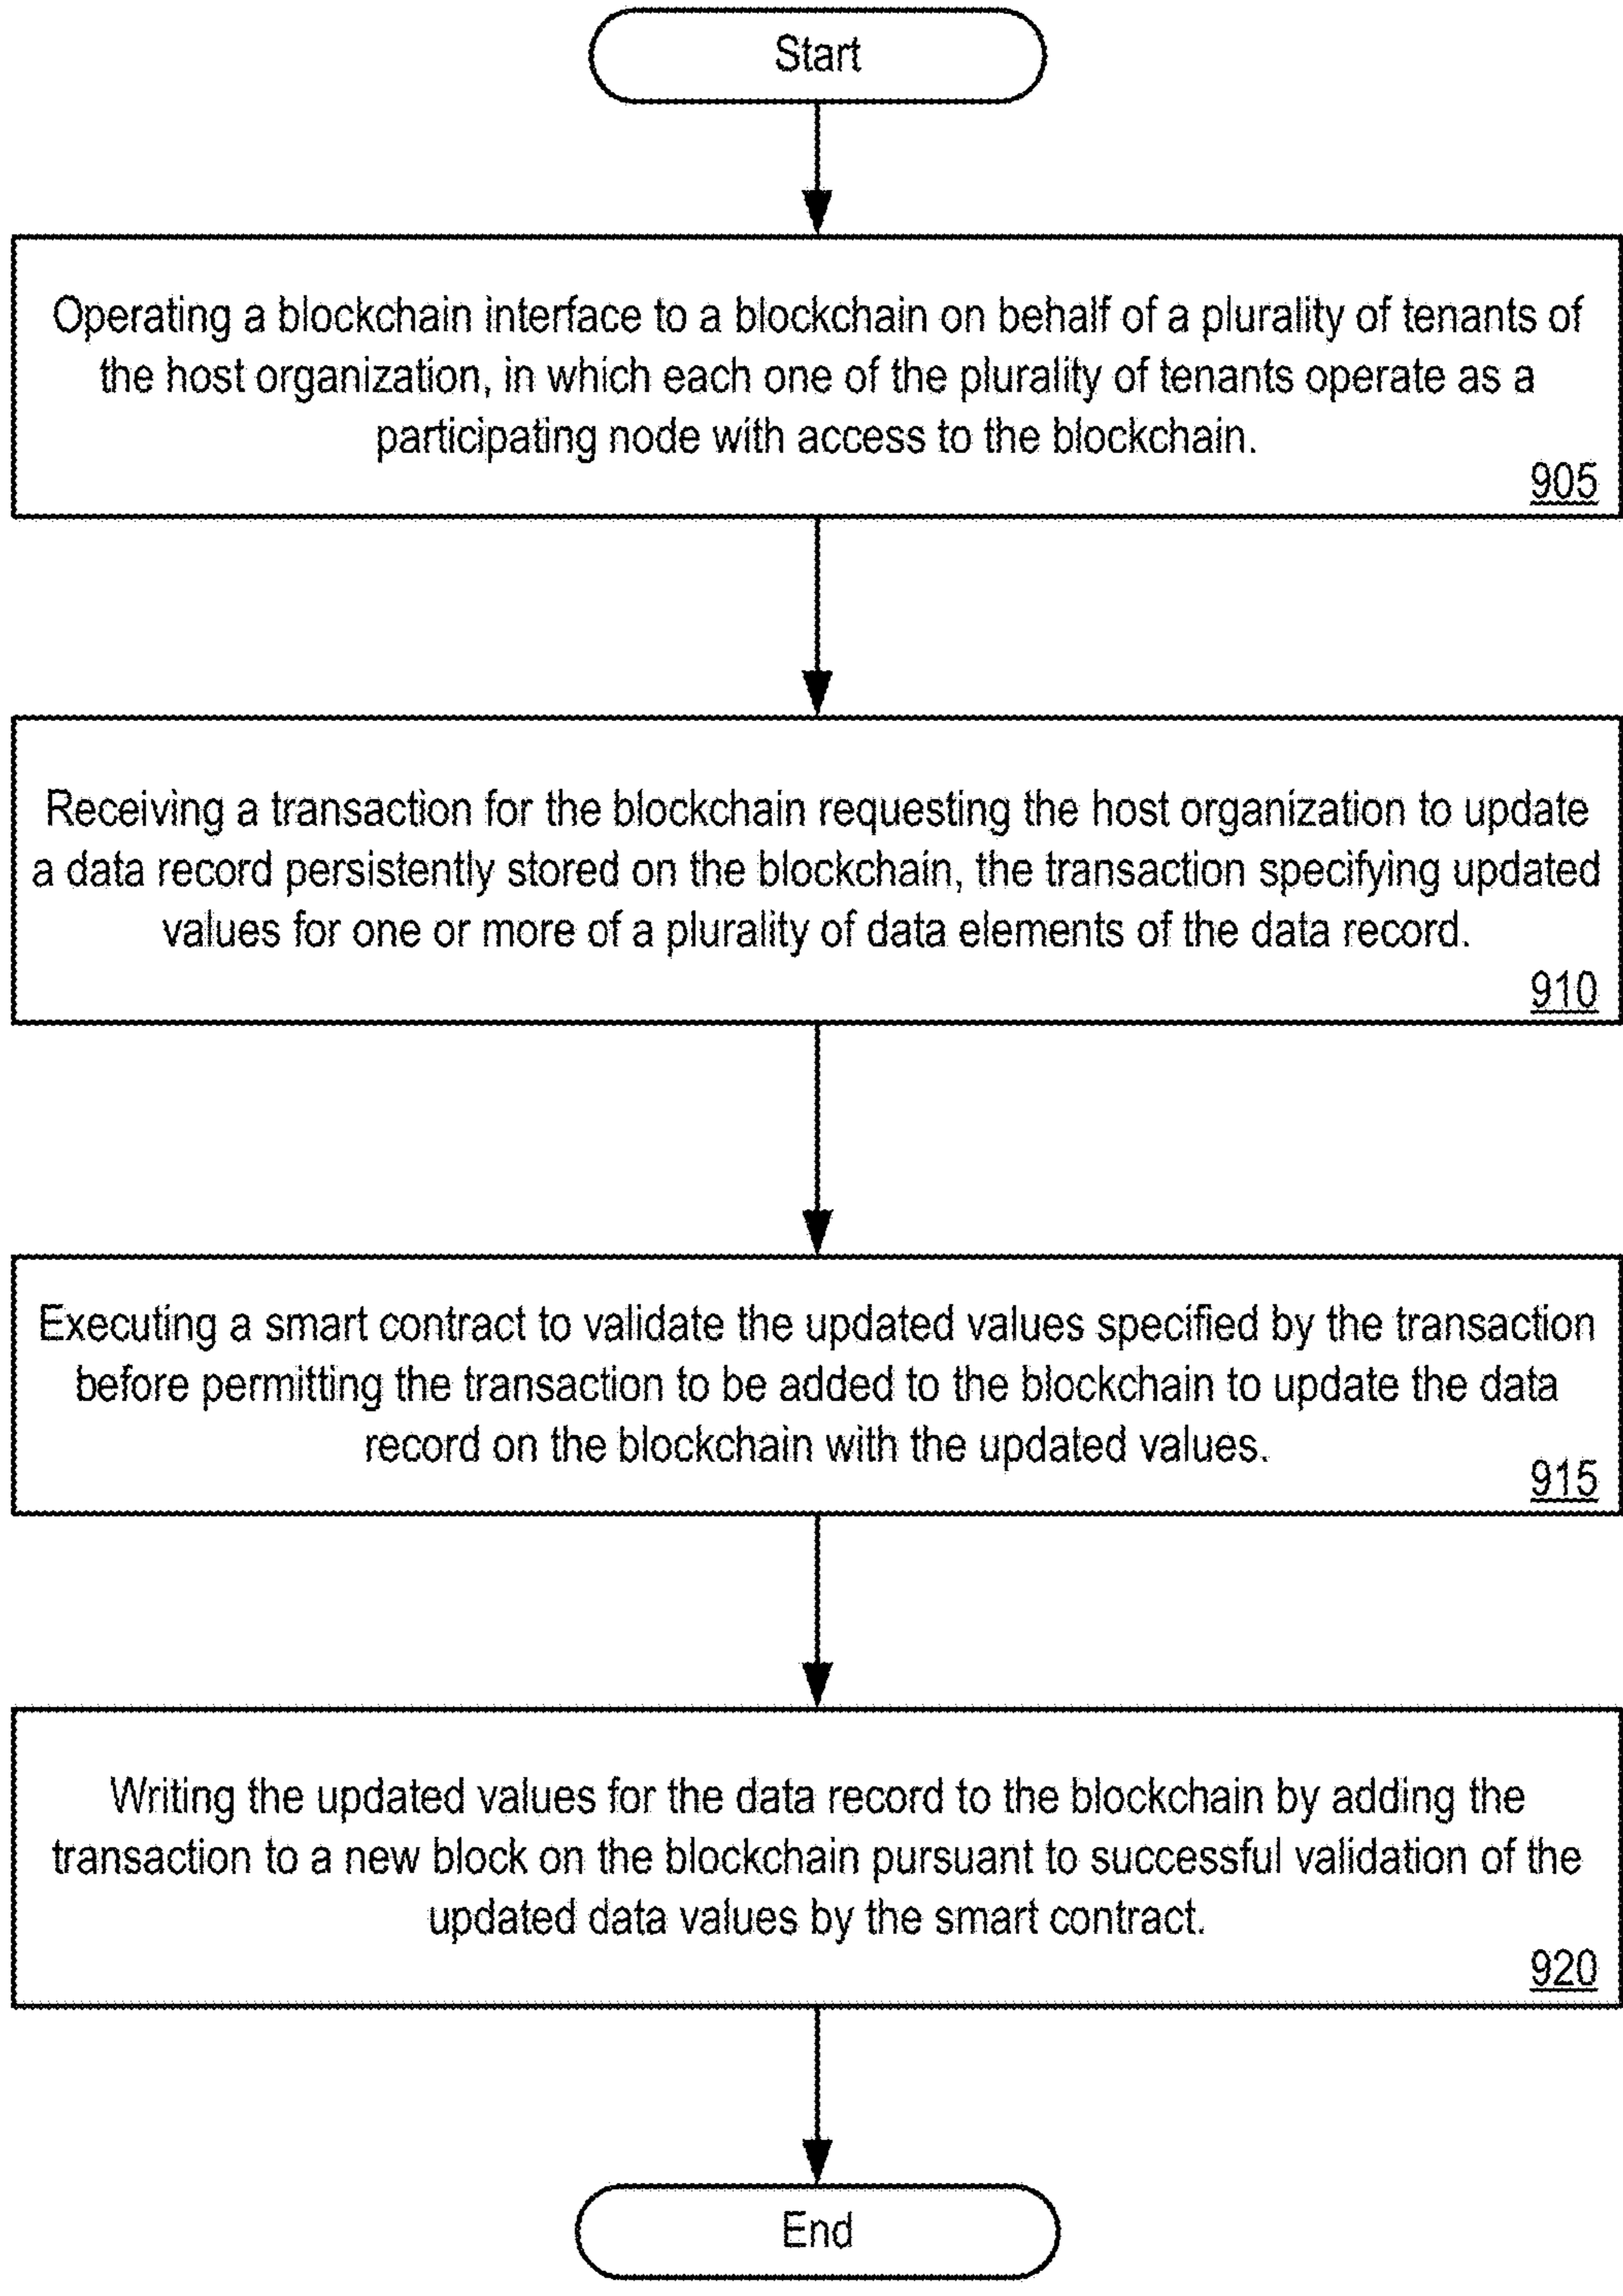 Start
Operating a blockchain interface to a blockchain on behalf of a plurality of tenants of
the host organization, in which each one of the plurality of tenants operate as a
participating node with access to the blockchain.
905
Receiving a transaction for the blockchain requesting the host organization to update
a data record persistently stored on the blockchain, the transaction specifying updated
values for one or more of a plurality of data elements of the data record.
910
Executing a smart contract to validate the updated values specified by the transaction
before permitting the transaction to be added to the blockchain to update the data
record on the blockchain with the updated values.
915
Writing the updated values for the data record to the blockchain by adding the
transaction to a new block on the blockchain pursuant to successful validation of the
updated data values by the smart contract.
920
End